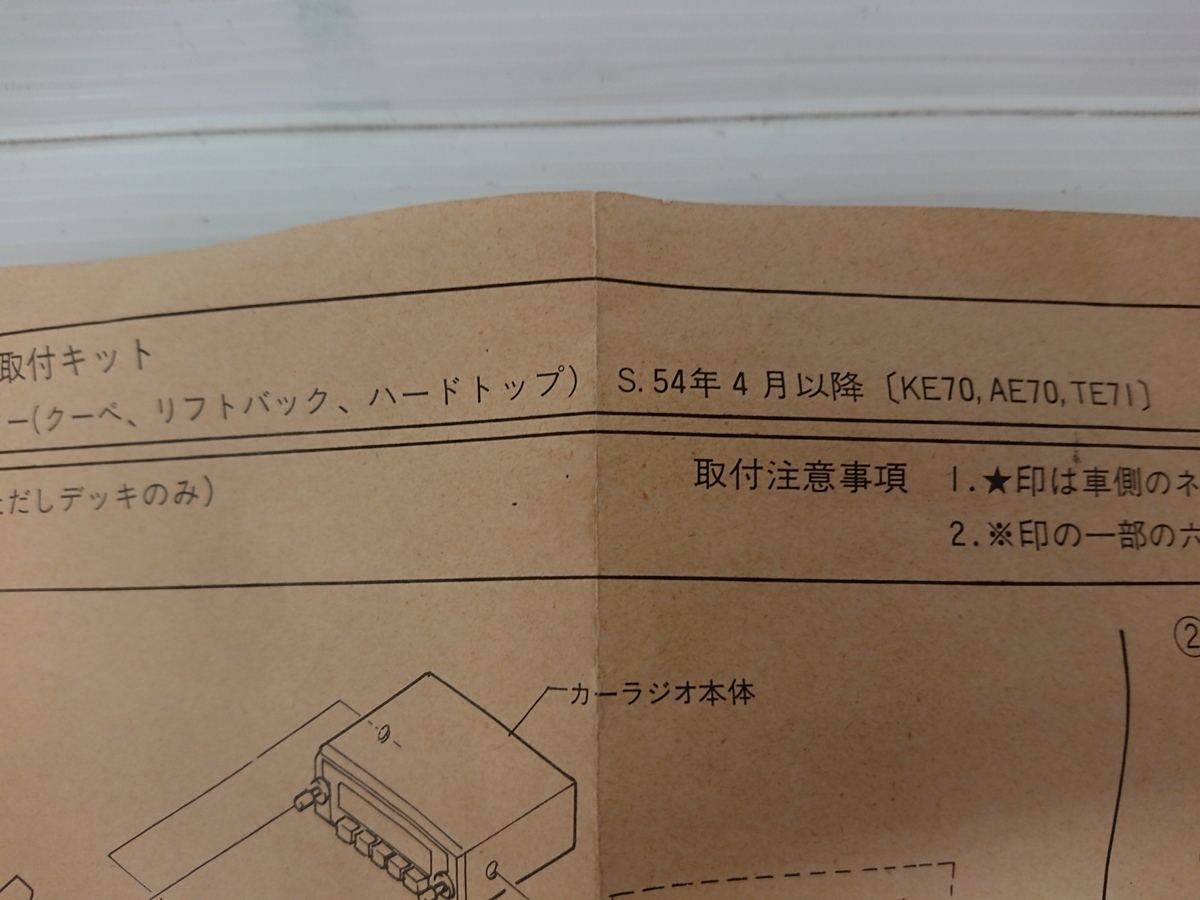 取付キット
ー(クーペ、リフトバック、ハードトップ) S.54年4月以降〔KE70,AE70,TE71〕
だしデッキのみ)
取付注意事項 1.★印は車側のネ
2.※印の一部の六
②
カーラジオ本体